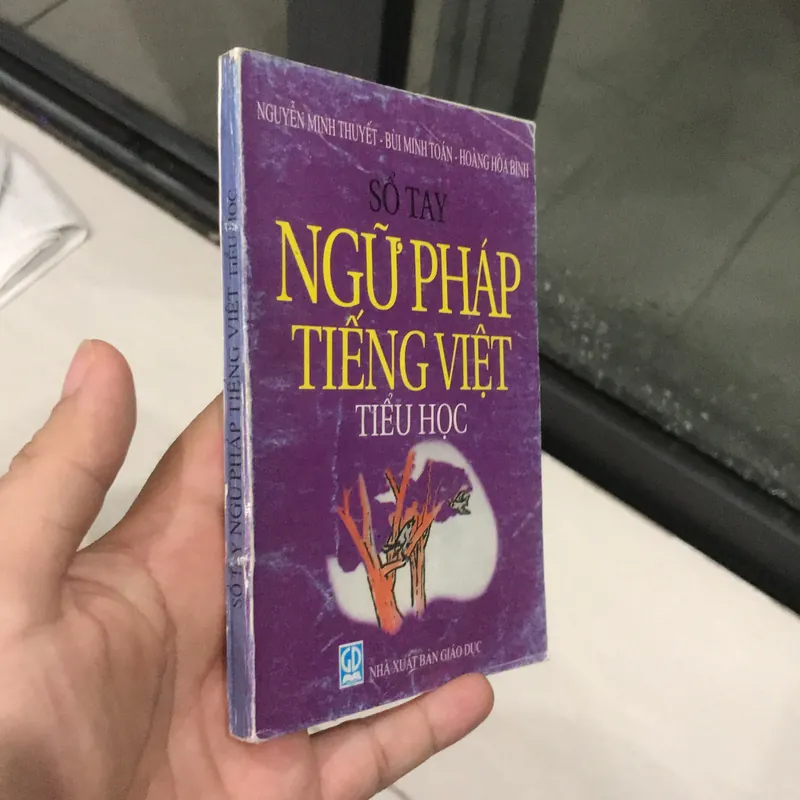 NGUYỄN MINH THUYẾT - BÙI MINH TOÁN - HOÀNG HÒA BÌNH
SỔ TAY
NGỮ PHÁP
TIẾNG VIỆT
TIỂU HỌC
GD
NHÀ XUẤT BẢN GIÁO DỤC
SỔ TAY NGỮ PHÁP TIẾNG VIỆT TIỂU HỌC